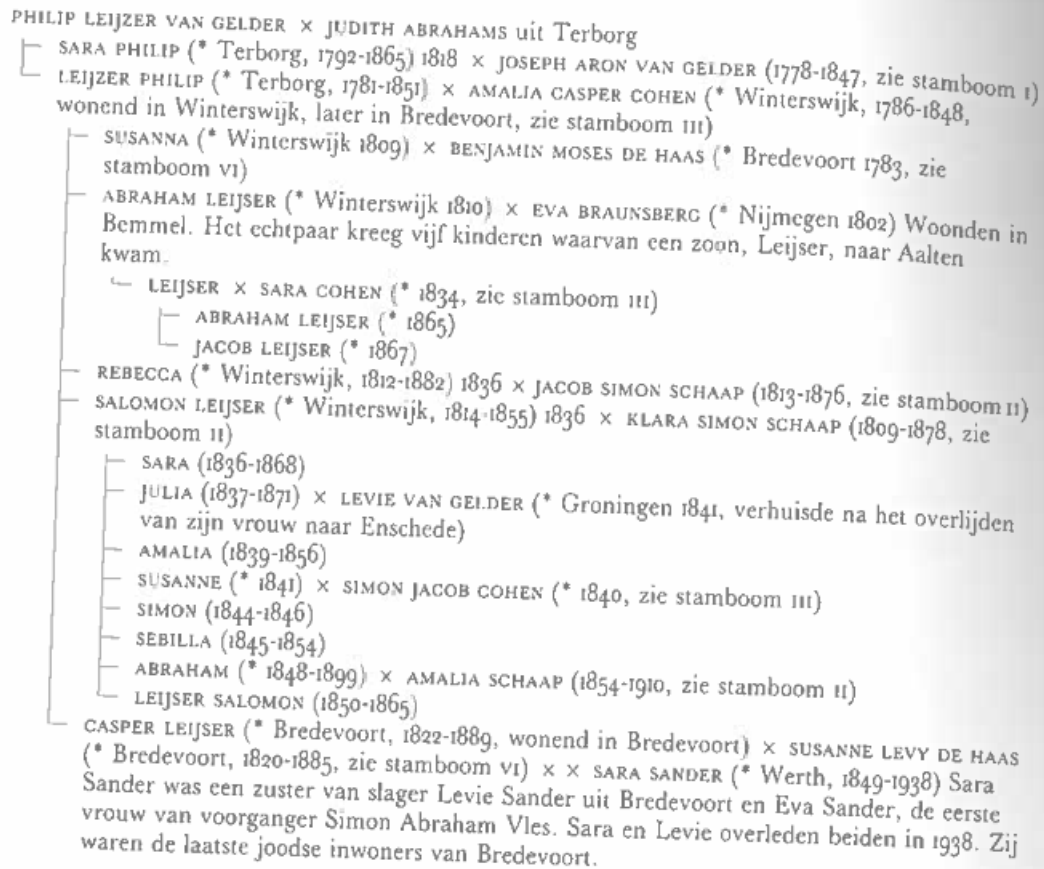 PHILIP LEIJZER VAN GELDER × JUDITH ABRAHAMS uit Terborg
SARA PHILIP (* Terborg, 1792-1865) 1818 × JOSEPH ARON VAN GELDER (1778-1847, zie stamboom I)
LEIJZER PHILIP (* Terborg, 1781-1851) × AMALIA CASPER COHEN (* Winterswijk, 1786-1848,
wonend in Winterswijk, later in Bredevoort, zie stamboom III)
SUSANNA (* Winterswijk 1809) × BENJAMIN MOSES DE HAAS (* Bredevoort 1783, zie
stamboom VI)
ABRAHAM LEIJSER (* Winterswijk 1810) × EVA BRAUNSBERG (* Nijmegen 1802) Woonden in
Bemmel. Het echtpaar kreeg vijf kinderen waarvan een zoon, Leijser, naar Aalten
kwam.
LEIJSER × SARA COHEN (* 1834, zie stamboom III)
ABRAHAM LEIJSER (* 1865)
JACOB LEIJSER (* 1867)
REBECCA (* Winterswijk, 1812-1882) 1836 × JACOB SIMON SCHAAP (1813-1876, zie stamboom II)
SALOMON LEIJSER (* Winterswijk, 1814-1855) 1836 × KLARA SIMON SCHAAP (1809-1878, zie
stamboom II)
SARA (1836-1868)
JULIA (1837-1871) × LEVIE VAN GELDER (* Groningen 1841, verhuisde na het overlijden
van zijn vrouw naar Enschede)
AMALIA (1839-1856)
SUSANNE (* 1841) × SIMON JACOB COHEN (* 1840, zie stamboom III)
SIMON (1844-1846)
SEBILLA (1845-1854)
ABRAHAM (* 1848-1899) × AMALIA SCHAAP (1854-1910, zie stamboom II)
LEIJSER SALOMON (1850-1865)
CASPER LEIJSER (* Bredevoort, 1822-1889, wonend in Bredevoort) × SUSANNE LEVY DE HAAS
(* Bredevoort, 1820-1885, zie stamboom VI) × × SARA SANDER (* Werth, 1849-1938) Sara
Sander was een zuster van slager Levie Sander uit Bredevoort en Eva Sander, de eerste
vrouw van voorganger Simon Abraham Vles. Sara en Levie overleden beiden in 1938. Zij
waren de laatste joodse inwoners van Bredevoort.